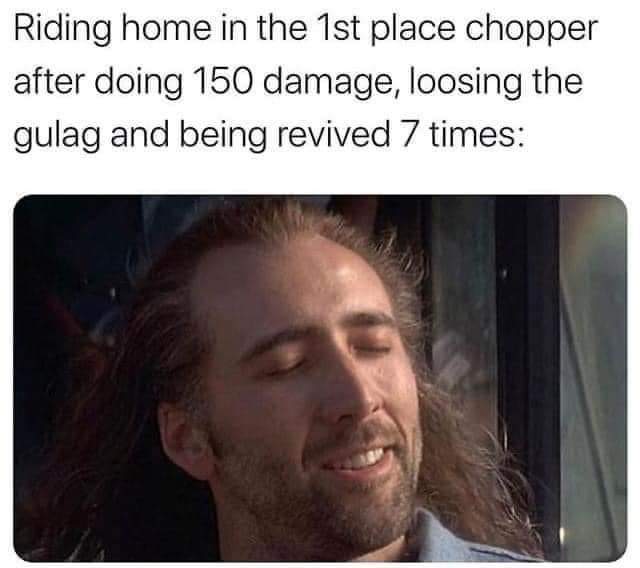 Riding home in the 1st place chopper
after doing 150 damage, loosing the
gulag and being revived 7 times: